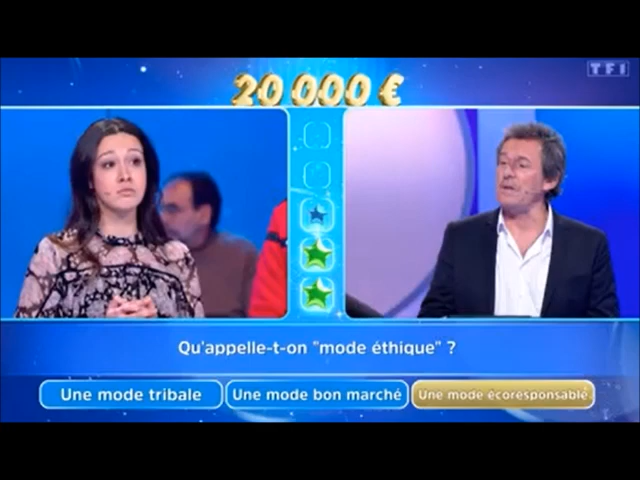 TF1
20 000 €
Qu'appelle-t-on "mode éthique" ?
Une mode tribale
Une mode bon marché
Une mode écoresponsable